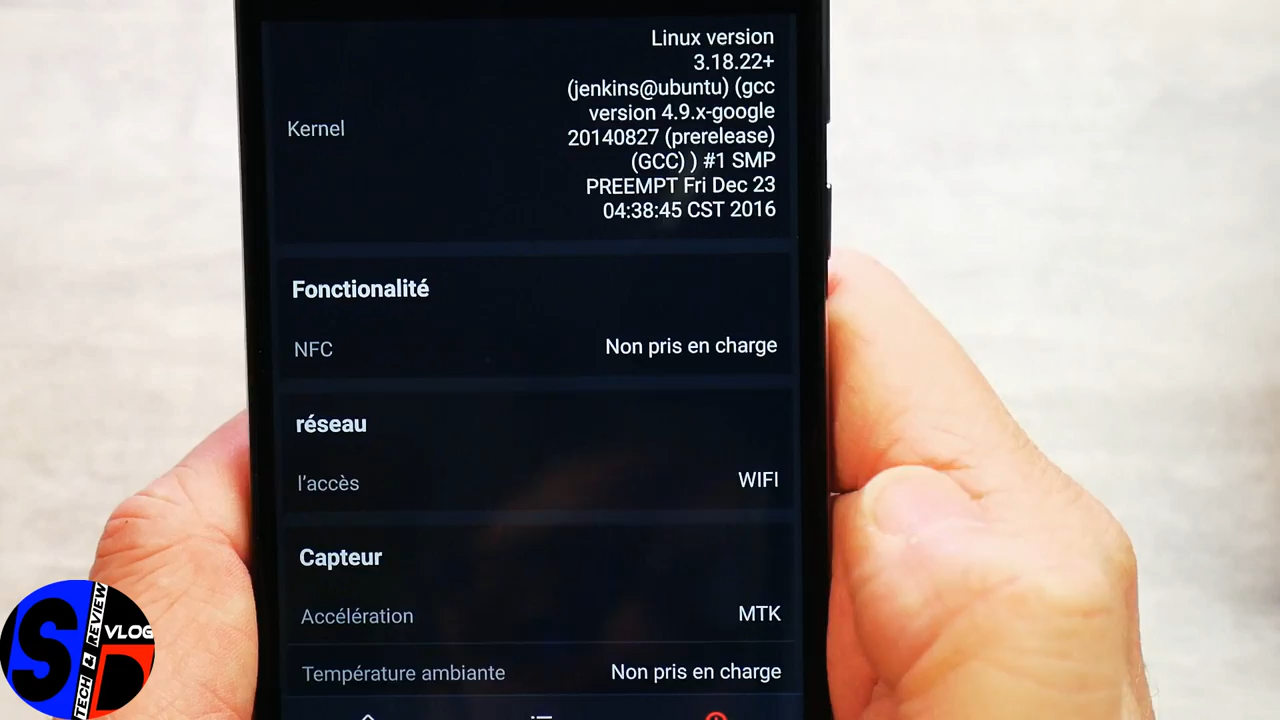 Linux version
3.18.22+
(jenkins@ubuntu) (gcc
version 4.9.x-google
20140827 (prerelease)
(GCC) ) #1 SMP
PREEMPT Fri Dec 23
04:38:45 CST 2016
Kernel
Fonctionalité
NFC Non pris en charge
réseau
l’accès WIFI
Capteur
Accélération MTK
Température ambiante Non pris en charge
SD
TECH & REVIEW
VLOG